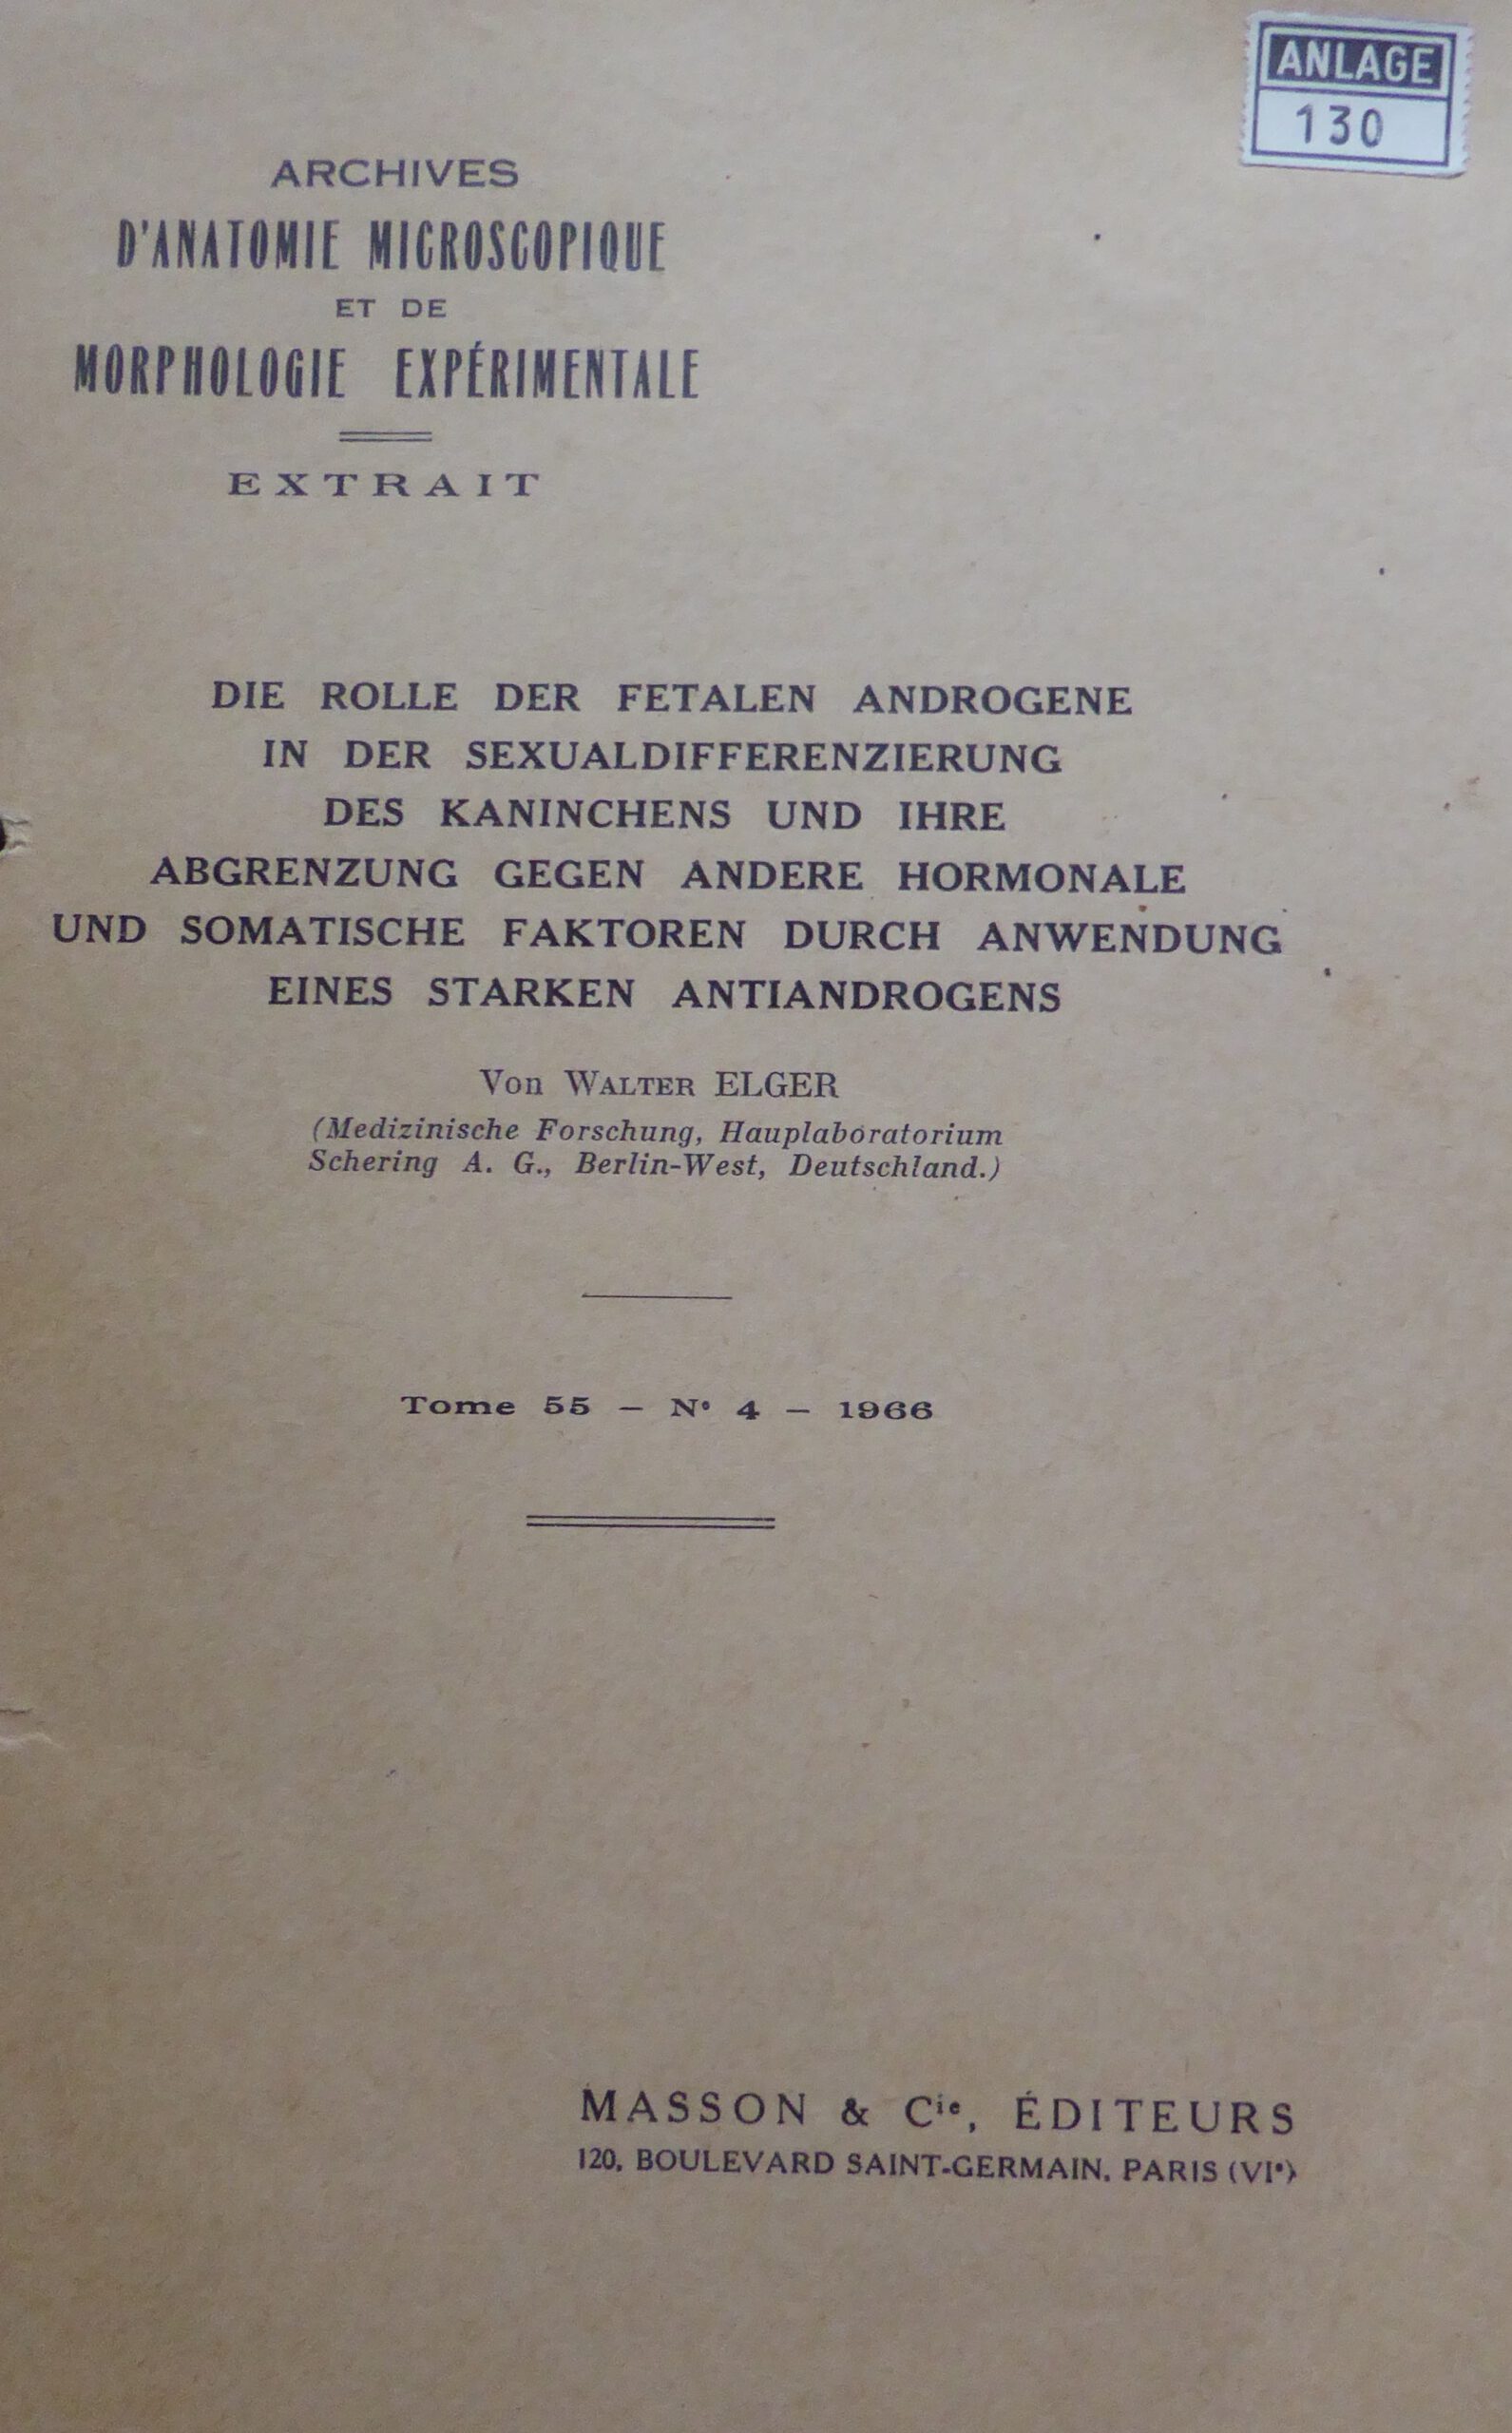 ANLAGE
130
ARCHIVES
D'ANATOMIE MICROSCOPIQUE
ET DE
MORPHOLOGIE EXPÉRIMENTALE
EXTRAIT
DIE ROLLE DER FETALEN ANDROGENE
IN DER SEXUALDIFFERENZIERUNG
DES KANINCHENS UND IHRE
ABGRENZUNG GEGEN ANDERE HORMONALE
UND SOMATISCHE FAKTOREN DURCH ANWENDUNG
EINES STARKEN ANTIANDROGENS
Von WALTER ELGER
(Medizinische Forschung, Hauplaboratorium
Schering A. G., Berlin-West, Deutschland.)
Tome 55 — N° 4 — 1966
MASSON & Cie, ÉDITEURS
120, BOULEVARD SAINT-GERMAIN, PARIS (VIe)